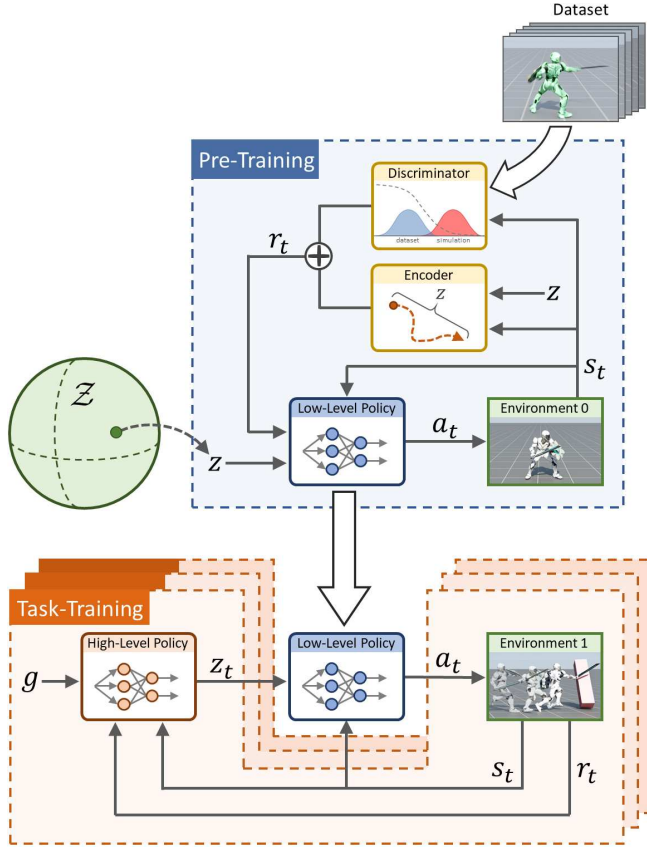 Dataset
Pre-Training
Discriminator
dataset simulation
r_t
Encoder
z
z
s_t
𝒵
Low-Level Policy
a_t
Environment 0
z
Task-Training
High-Level Policy
Low-Level Policy
Environment 1
g
z_t
a_t
s_t
r_t